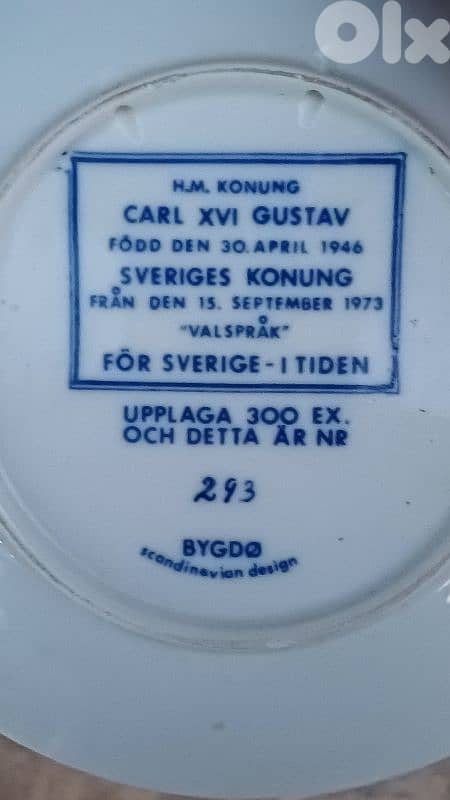 Olx
H.M. KONUNG
CARL XVI GUSTAV
FÖDD DEN 30. APRIL 1946
SVERIGES KONUNG
FRÅN DEN 15. SEPTEMBER 1973
"VALSPRÅK"
FÖR SVERIGE - I TIDEN
UPPLAGA 300 EX.
OCH DETTA ÄR NR
293
BYGDØ
scandinavian design